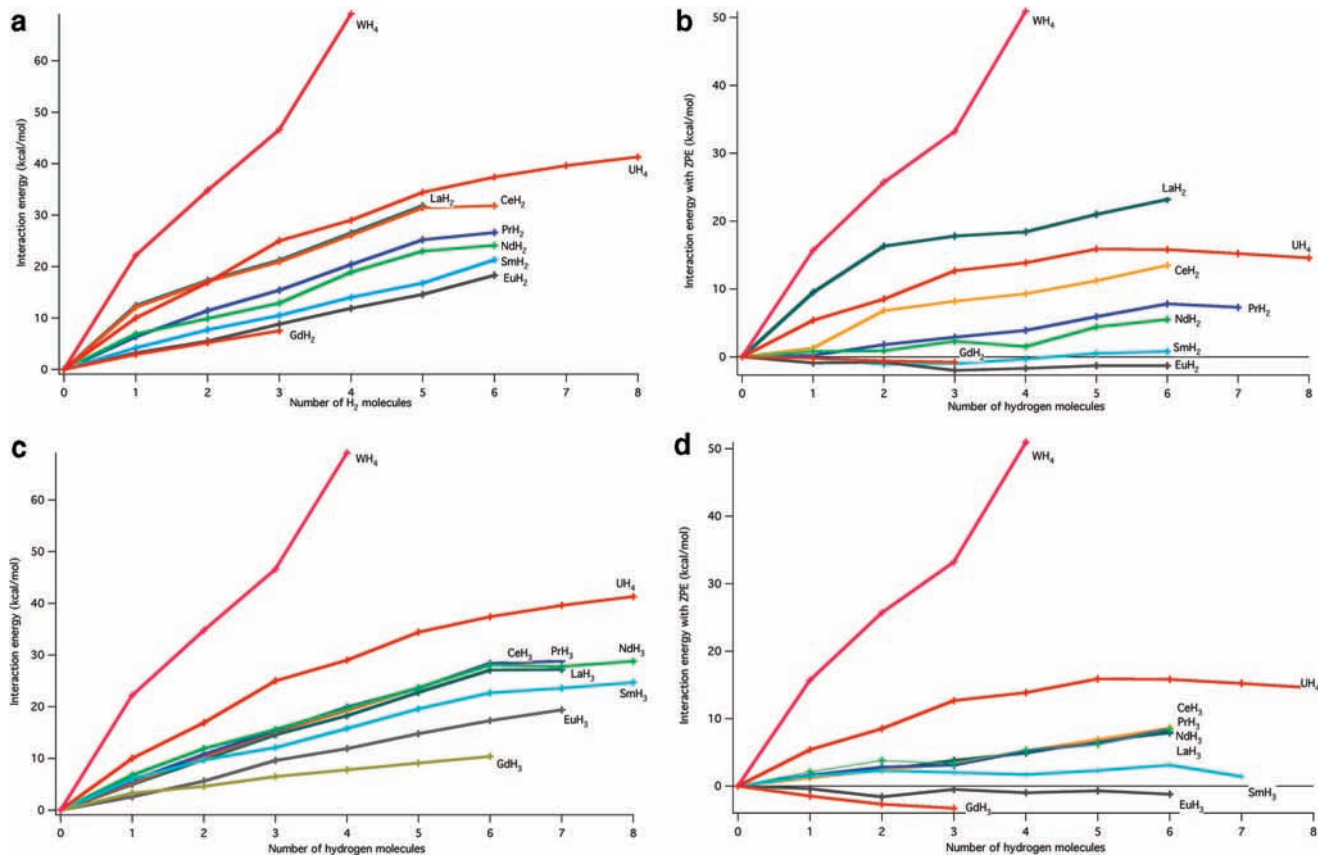 a
Interaction energy (kcal/mol)
60
50
40
30
20
10
0
WH₄
UH₄
LaH₂
CeH₂
PrH₂
NdH₂
SmH₂
EuH₂
GdH₂
0 1 2 3 4 5 6 7 8
Number of H₂ molecules
b
Interaction energy with ZPE (kcal/mol)
50
40
30
20
10
0
WH₄
LaH₂
UH₄
CeH₂
PrH₂
NdH₂
GdH₂
SmH₂
EuH₂
0 1 2 3 4 5 6 7 8
Number of hydrogen molecules
c
Interaction energy (kcal/mol)
60
50
40
30
20
10
0
WH₄
UH₄
CeH₃ PrH₃ NdH₃
LaH₃
SmH₃
EuH₃
GdH₃
0 1 2 3 4 5 6 7 8
Number of hydrogen molecules
d
Interaction energy with ZPE (kcal/mol)
50
40
30
20
10
0
WH₄
UH₄
CeH₃
PrH₃
NdH₃
LaH₃
SmH₃
EuH₃
GdH₃
0 1 2 3 4 5 6 7 8
Number of hydrogen molecules